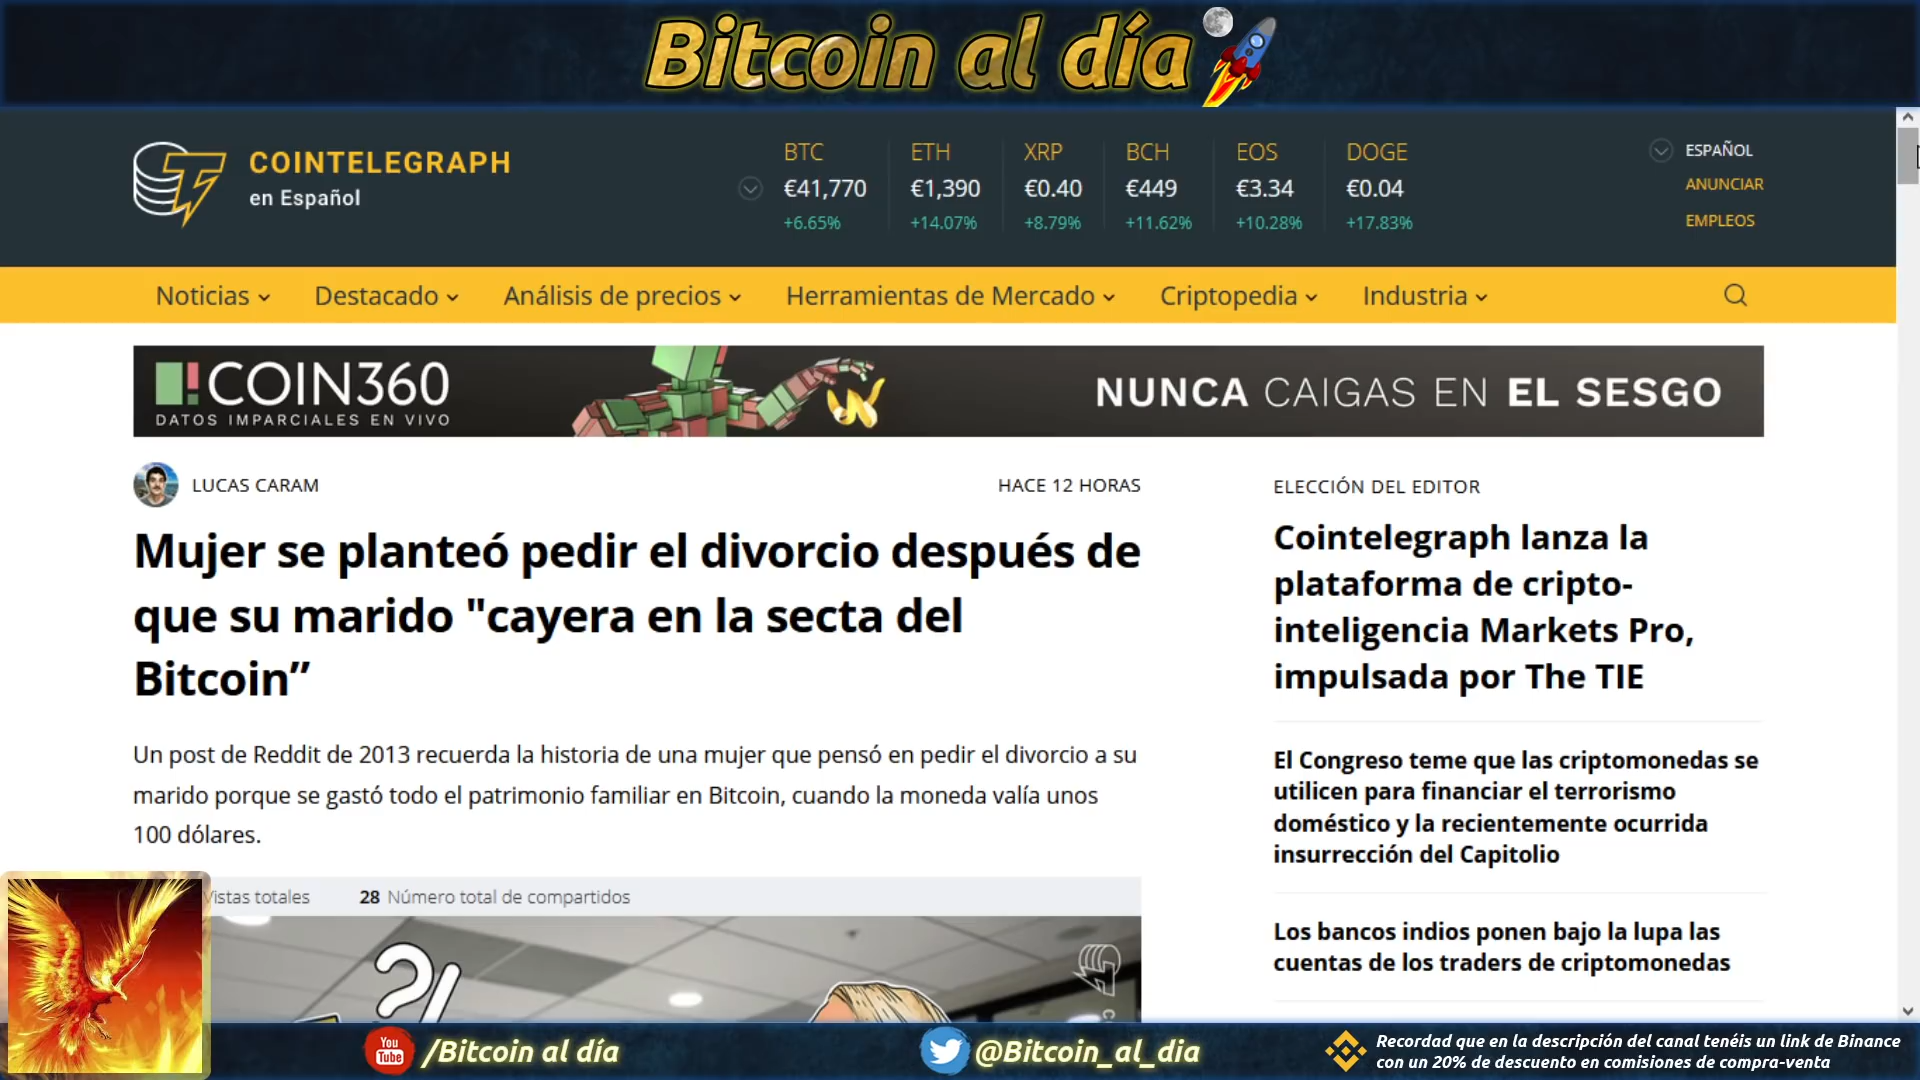 Bitcoin al día
COINTELEGRAPH
en Español
BTC ETH XRP BCH EOS DOGE
€41,770 €1,390 €0.40 €449 €3.34 €0.04
+6.65% +14.07% +8.79% +11.62% +10.28% +17.83%
ESPAÑOL
ANUNCIAR
EMPLEOS
Noticias Destacado Análisis de precios Herramientas de Mercado Criptopedia Industria
COIN360
DATOS IMPARCIALES EN VIVO
NUNCA CAIGAS EN EL SESGO
LUCAS CARAM HACE 12 HORAS
Mujer se planteó pedir el divorcio después de
que su marido "cayera en la secta del
Bitcoin”
Un post de Reddit de 2013 recuerda la historia de una mujer que pensó en pedir el divorcio a su
marido porque se gastó todo el patrimonio familiar en Bitcoin, cuando la moneda valía unos
100 dólares.
Vistas totales 28 Número total de compartidos
?!
ELECCIÓN DEL EDITOR
Cointelegraph lanza la
plataforma de cripto-
inteligencia Markets Pro,
impulsada por The TIE
El Congreso teme que las criptomonedas se
utilicen para financiar el terrorismo
doméstico y la recientemente ocurrida
insurrección del Capitolio
Los bancos indios ponen bajo la lupa las
cuentas de los traders de criptomonedas
You
Tube
/Bitcoin al día
@Bitcoin_al_dia
Recordad que en la descripción del canal tenéis un link de Binance
con un 20% de descuento en comisiones de compra-venta